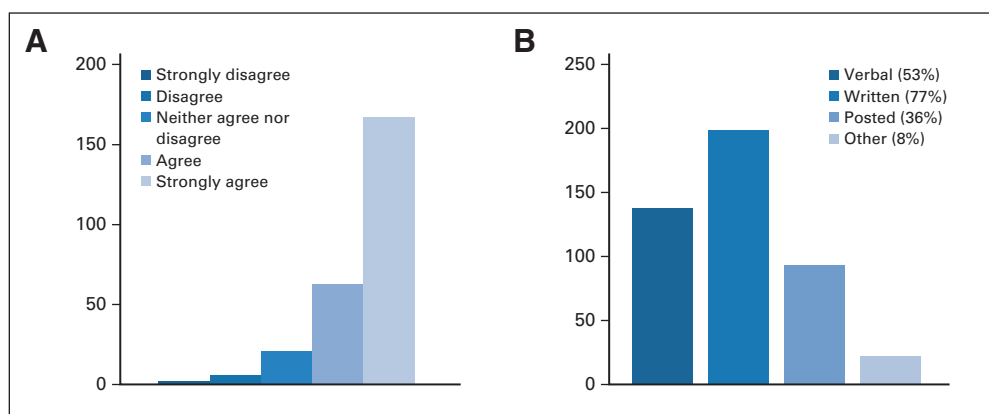 A
200
150
100
50
0
Strongly disagree
Disagree
Neither agree nor
disagree
Agree
Strongly agree
B
250
200
150
100
50
0
Verbal (53%)
Written (77%)
Posted (36%)
Other (8%)